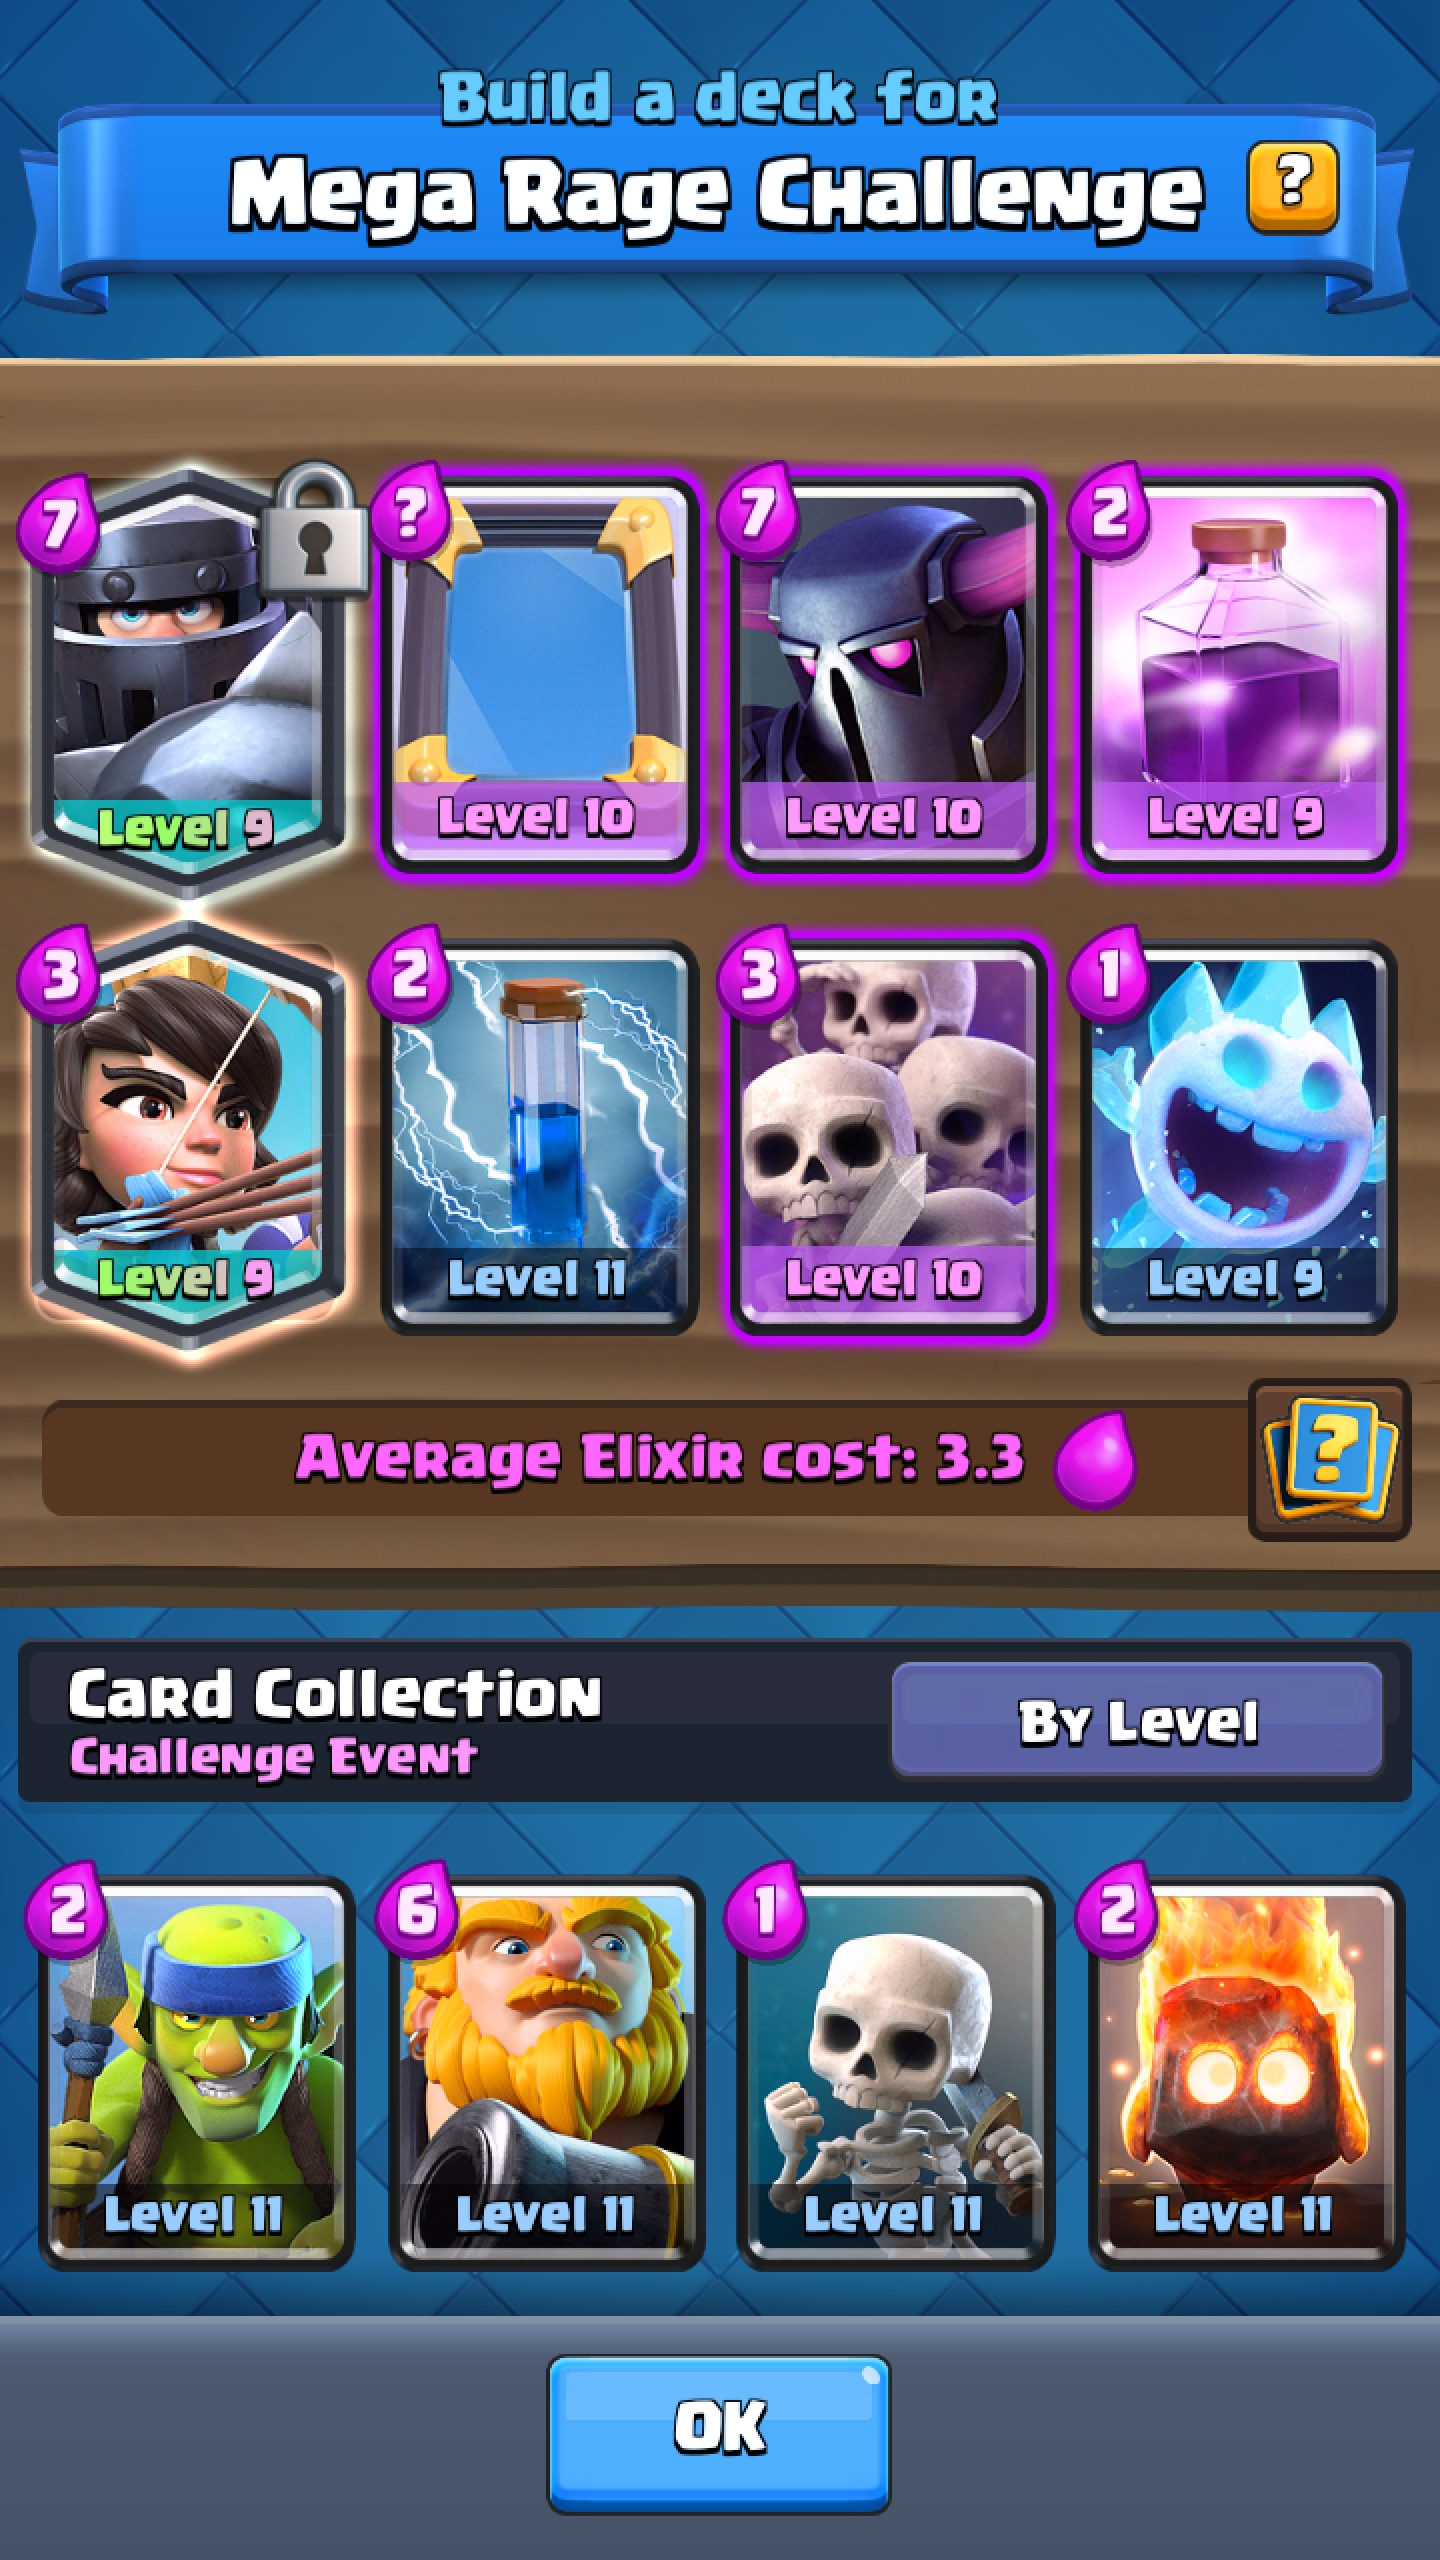 Build a deck for
Mega Rage Challenge
?
7
?
7
2
Level 9
Level 10
Level 10
Level 9
3
2
3
1
Level 9
Level 11
Level 10
Level 9
Average Elixir cost: 3.3
?
Card Collection
Challenge Event
By Level
2
6
1
2
Level 11
Level 11
Level 11
Level 11
OK